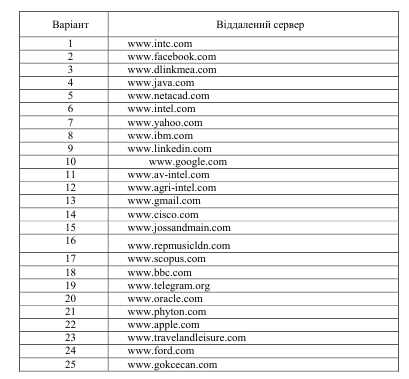 Варіант Віддалений сервер
1 www.intc.com
2 www.facebook.com
3 www.dlinkmea.com
4 www.java.com
5 www.netacad.com
6 www.intel.com
7 www.yahoo.com
8 www.ibm.com
9 www.linkedin.com
10 www.google.com
11 www.av-intel.com
12 www.agri-intel.com
13 www.gmail.com
14 www.cisco.com
15 www.jossandmain.com
16 www.repmusicldn.com
17 www.scopus.com
18 www.bbc.com
19 www.telegram.org
20 www.oracle.com
21 www.phyton.com
22 www.apple.com
23 www.travelandleisure.com
24 www.ford.com
25 www.gokcecan.com